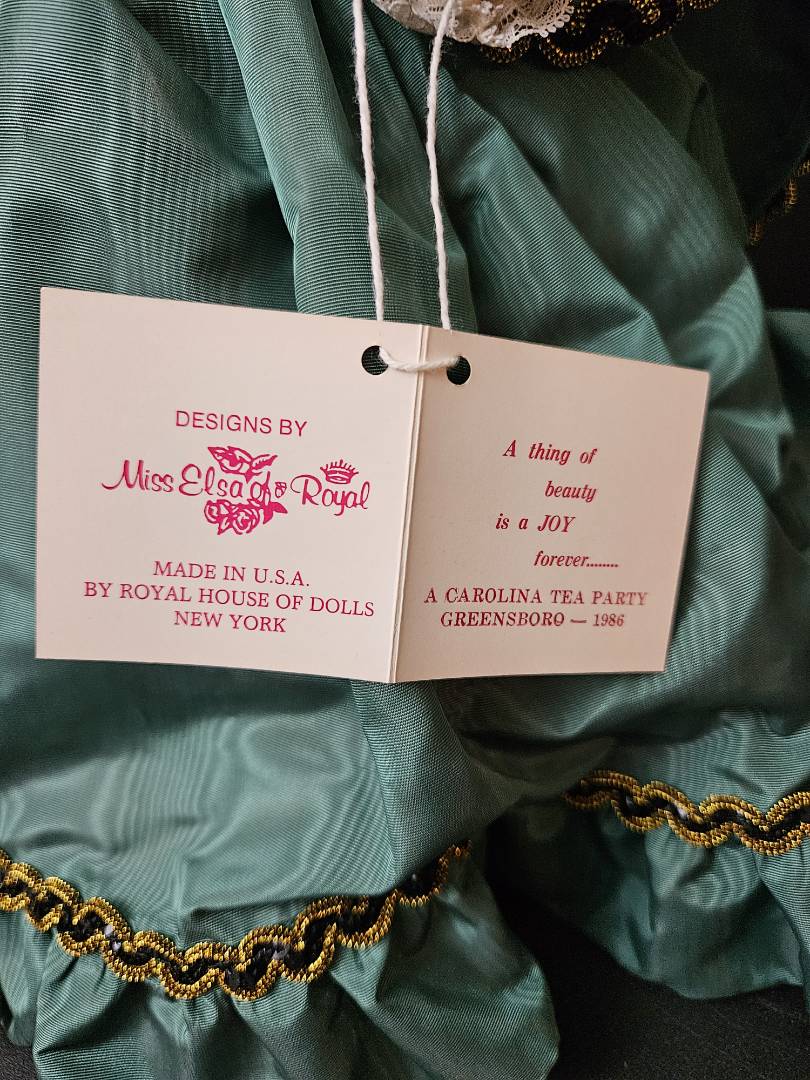 DESIGNS BY
Miss Elsa of Royal
MADE IN U.S.A.
BY ROYAL HOUSE OF DOLLS
NEW YORK
A thing of
beauty
is a JOY
forever........
A CAROLINA TEA PARTY
GREENSBORO — 1986